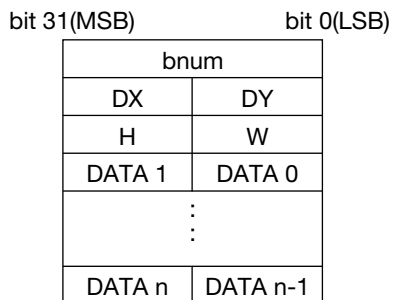 bit 31(MSB) bit 0(LSB)
bnum
DX DY
H W
DATA 1 DATA 0
:
:
DATA n DATA n-1